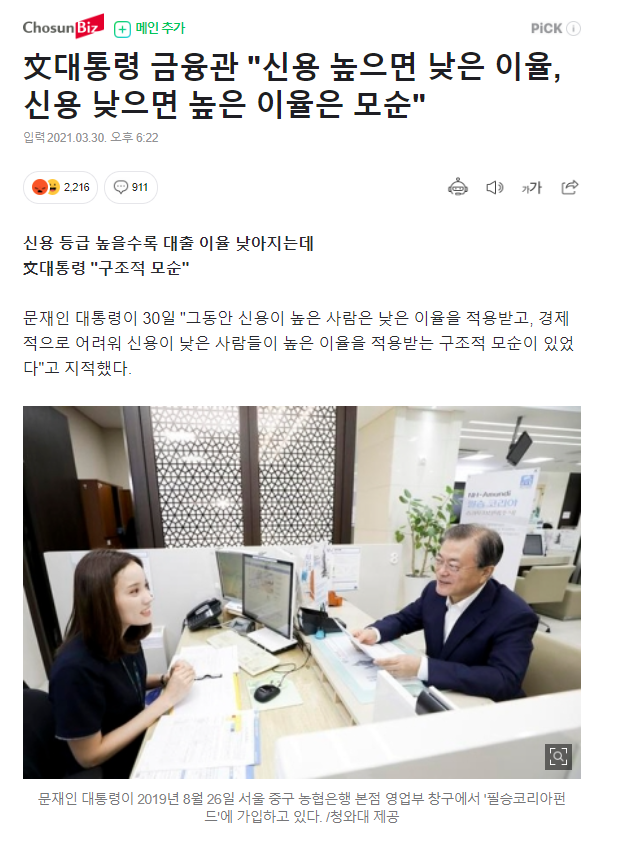 ChosunBiz 메인 추가 PiCK
文대통령 금융관 "신용 높으면 낮은 이율,
신용 낮으면 높은 이율은 모순"
입력 2021.03.30. 오후 6:22
2,216 911 가가
신용 등급 높을수록 대출 이율 낮아지는데
文대통령 "구조적 모순"
문재인 대통령이 30일 "그동안 신용이 높은 사람은 낮은 이율을 적용받고, 경제
적으로 어려워 신용이 낮은 사람들이 높은 이율을 적용받는 구조적 모순이 있었
다"고 지적했다.
NH-Amundi
필승코리아
문재인 대통령이 2019년 8월 26일 서울 중구 농협은행 본점 영업부 창구에서 '필승코리아펀
드'에 가입하고 있다. /청와대 제공